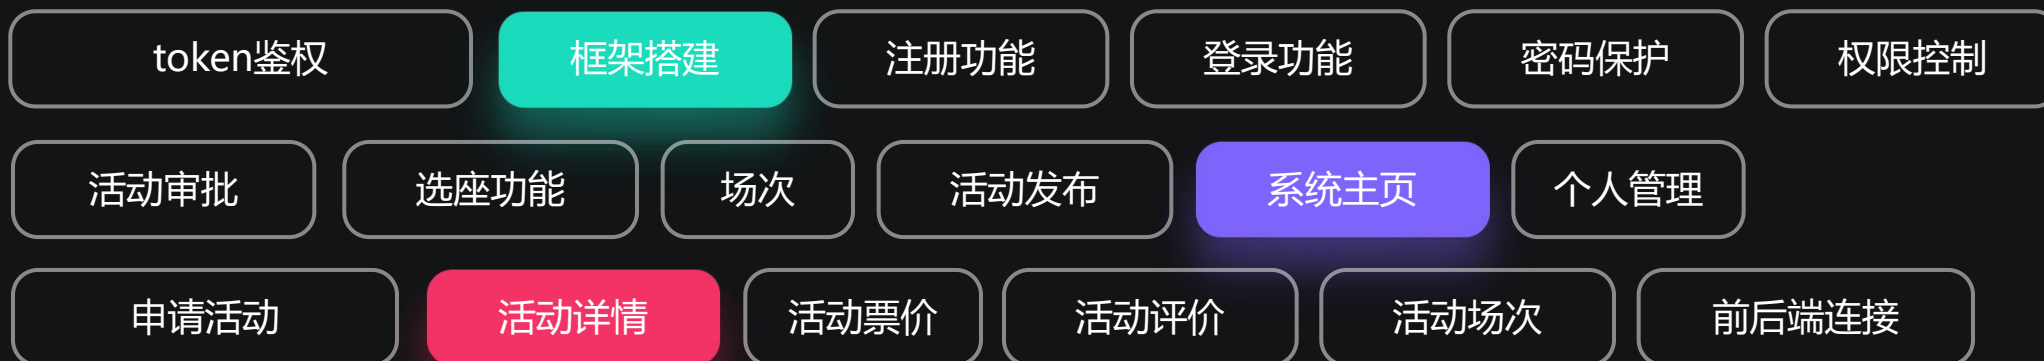 token鉴权 框架搭建 注册功能 登录功能 密码保护 权限控制
活动审批 选座功能 场次 活动发布 系统主页 个人管理
申请活动 活动详情 活动票价 活动评价 活动场次 前后端连接